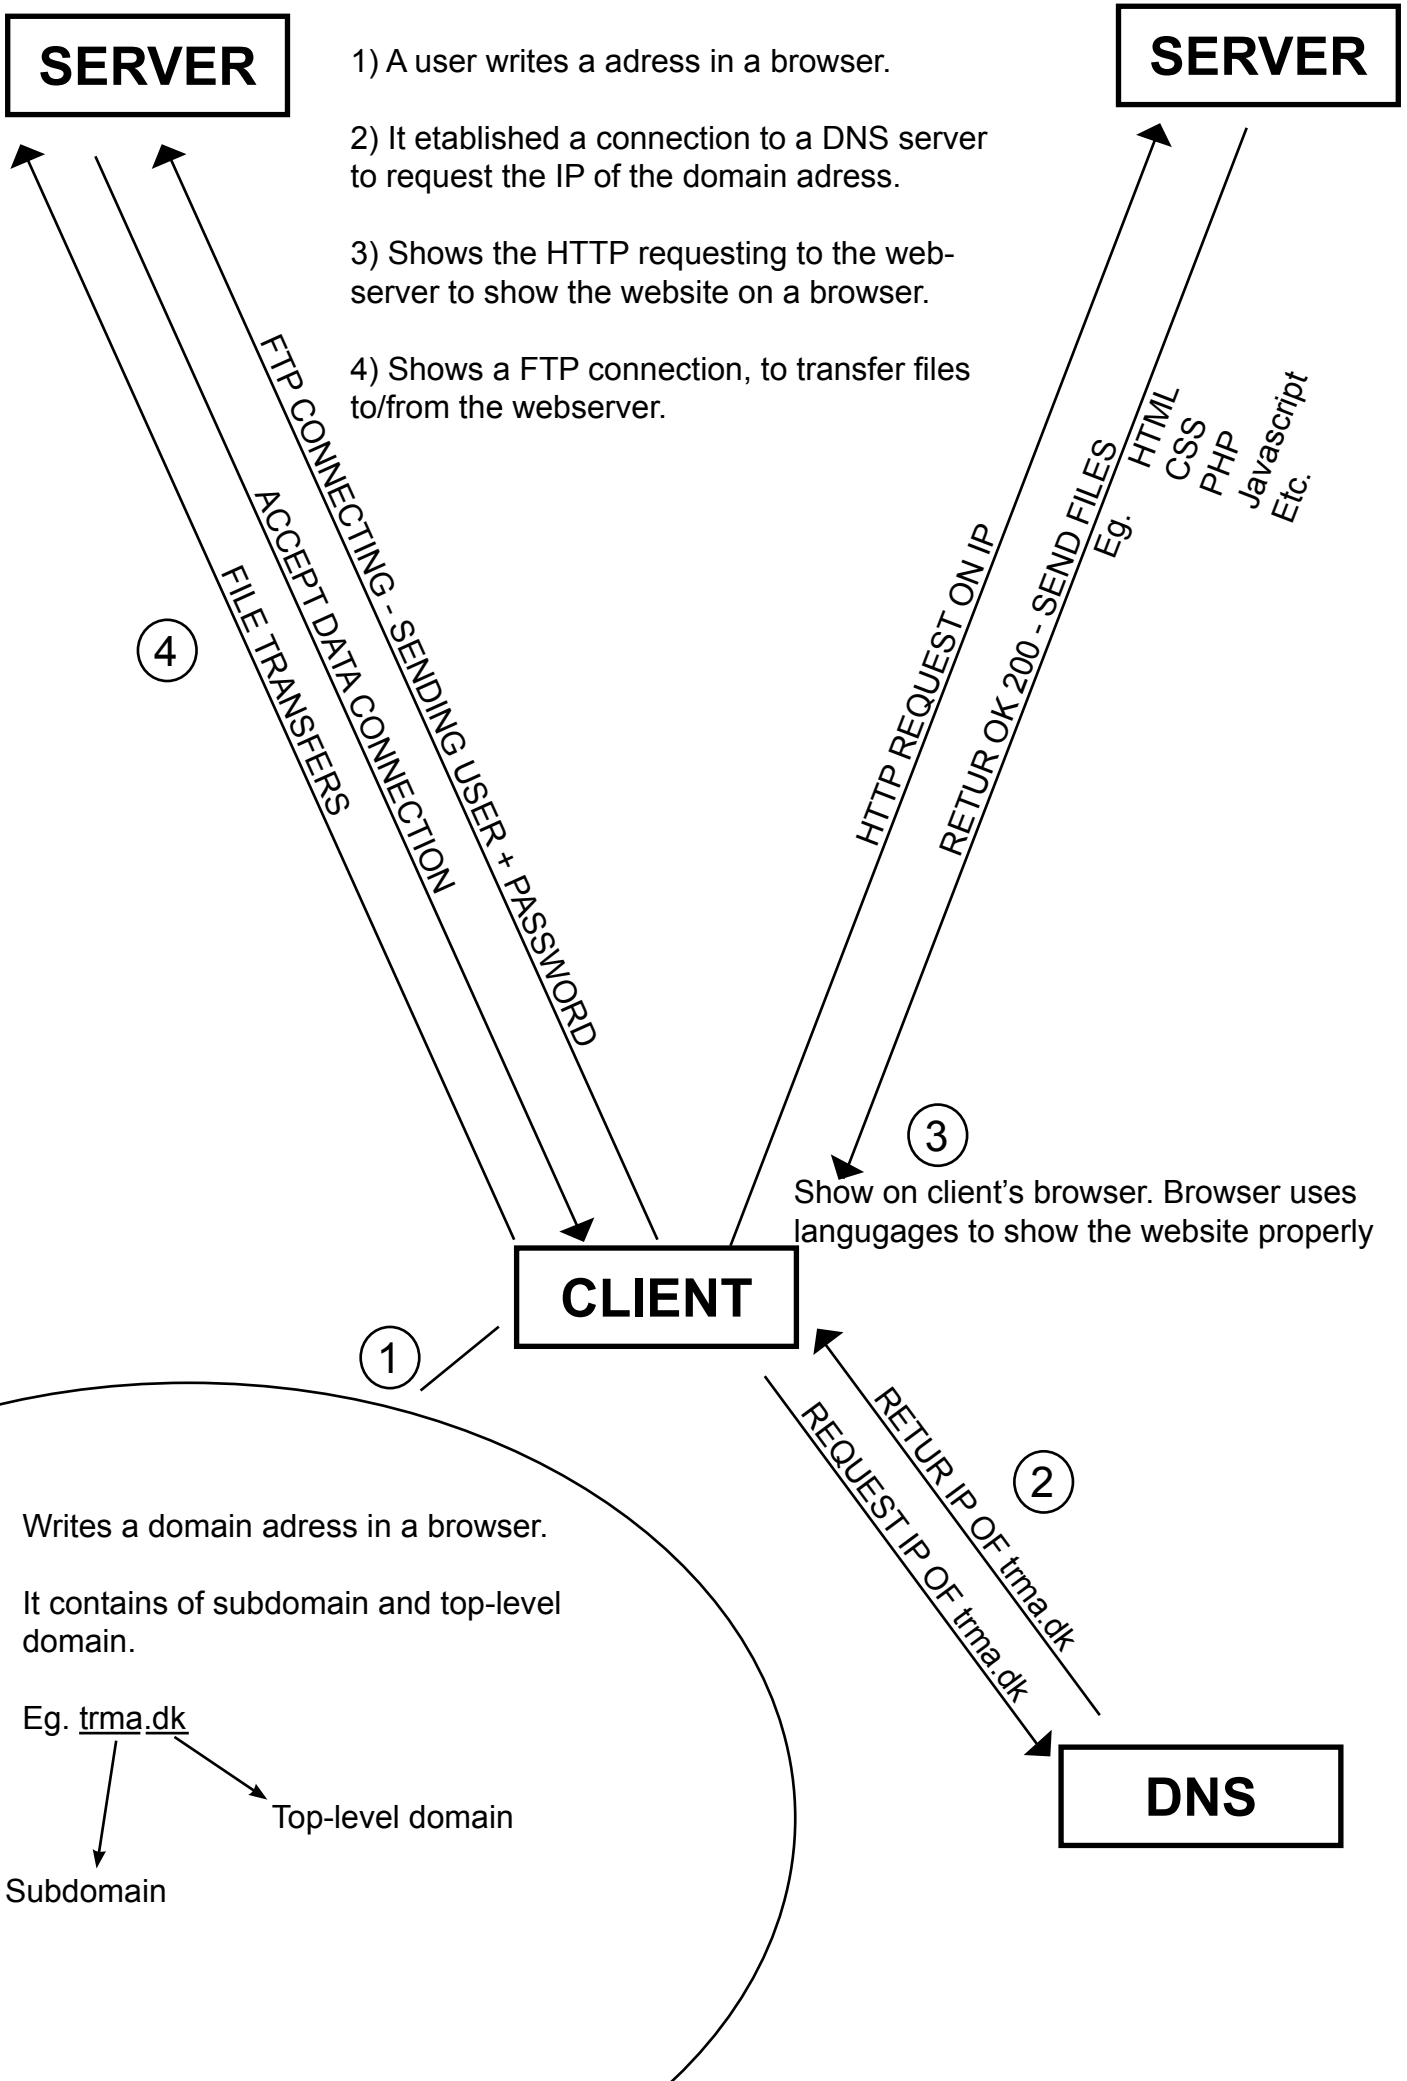 SERVER
1) A user writes a adress in a browser.
2) It etablished a connection to a DNS server
to request the IP of the domain adress.
3) Shows the HTTP requesting to the web-
server to show the website on a browser.
4) Shows a FTP connection, to transfer files
to/from the webserver.
SERVER
FTP CONNECTING - SENDING USER + PASSWORD
ACCEPT DATA CONNECTION
FILE TRANSFERS
4
HTTP REQUEST ON IP
RETUR OK 200 - SEND FILES
Eg.
HTML
CSS
PHP
Javascript
Etc.
3
Show on client's browser. Browser uses
langugages to show the website properly
CLIENT
1
RETUR IP OF trma.dk
REQUEST IP OF trma.dk
2
Writes a domain adress in a browser.
It contains of subdomain and top-level
domain.
Eg. trma.dk
Top-level domain
Subdomain
DNS